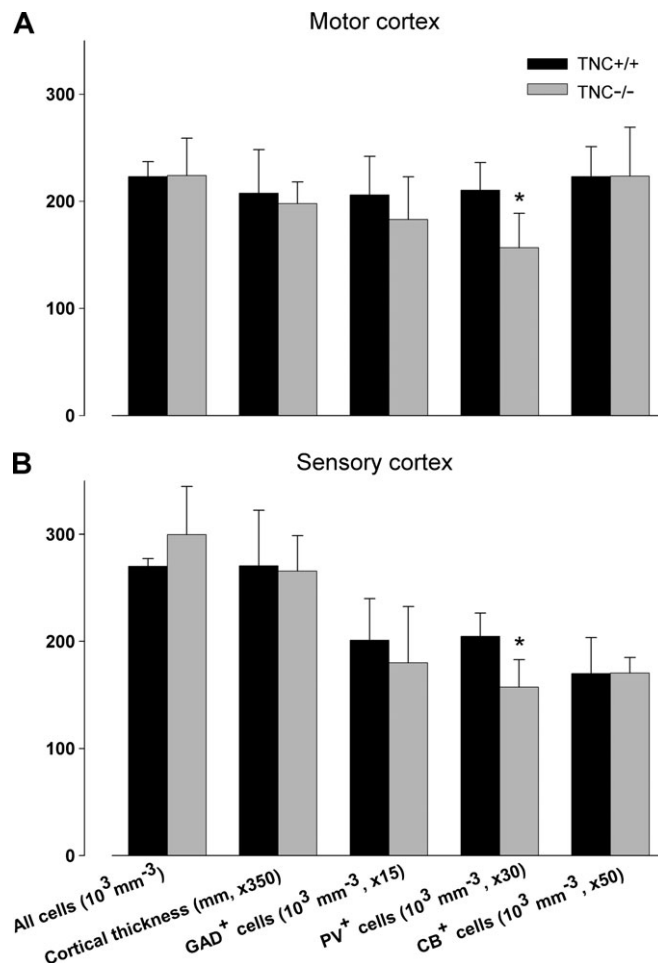 A
Motor cortex
TNC+/+
TNC−/−
300
200
100
0
*
B
Sensory cortex
300
200
100
0
*
All cells (10³ mm⁻³)
Cortical thickness (mm, x350)
GAD⁺ cells (10³ mm⁻³, x15)
PV⁺ cells (10³ mm⁻³, x30)
CB⁺ cells (10³ mm⁻³, x50)